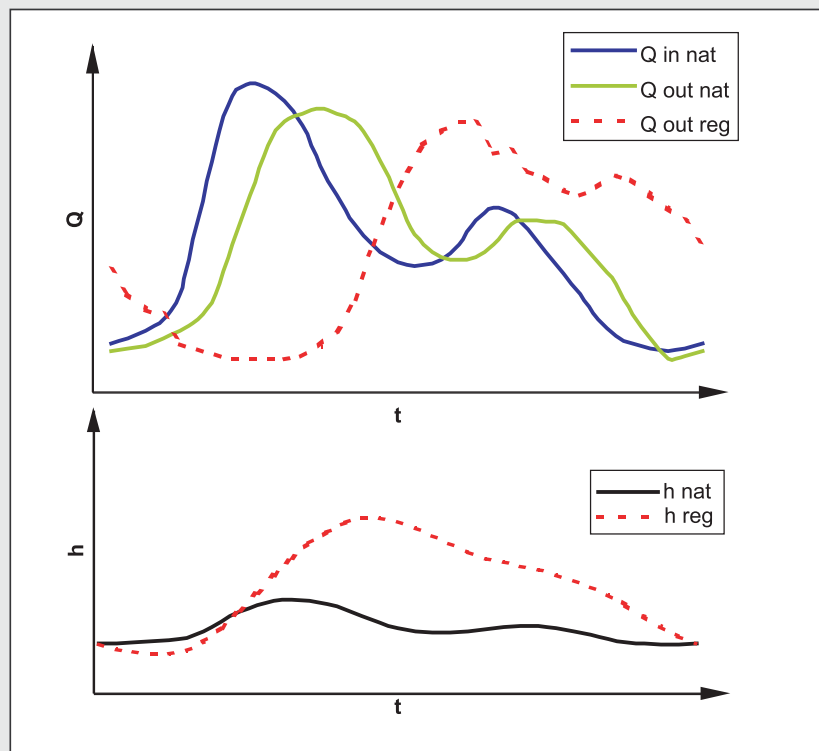 Q in nat
Q out nat
Q out reg
Q
t
h nat
h reg
h
t